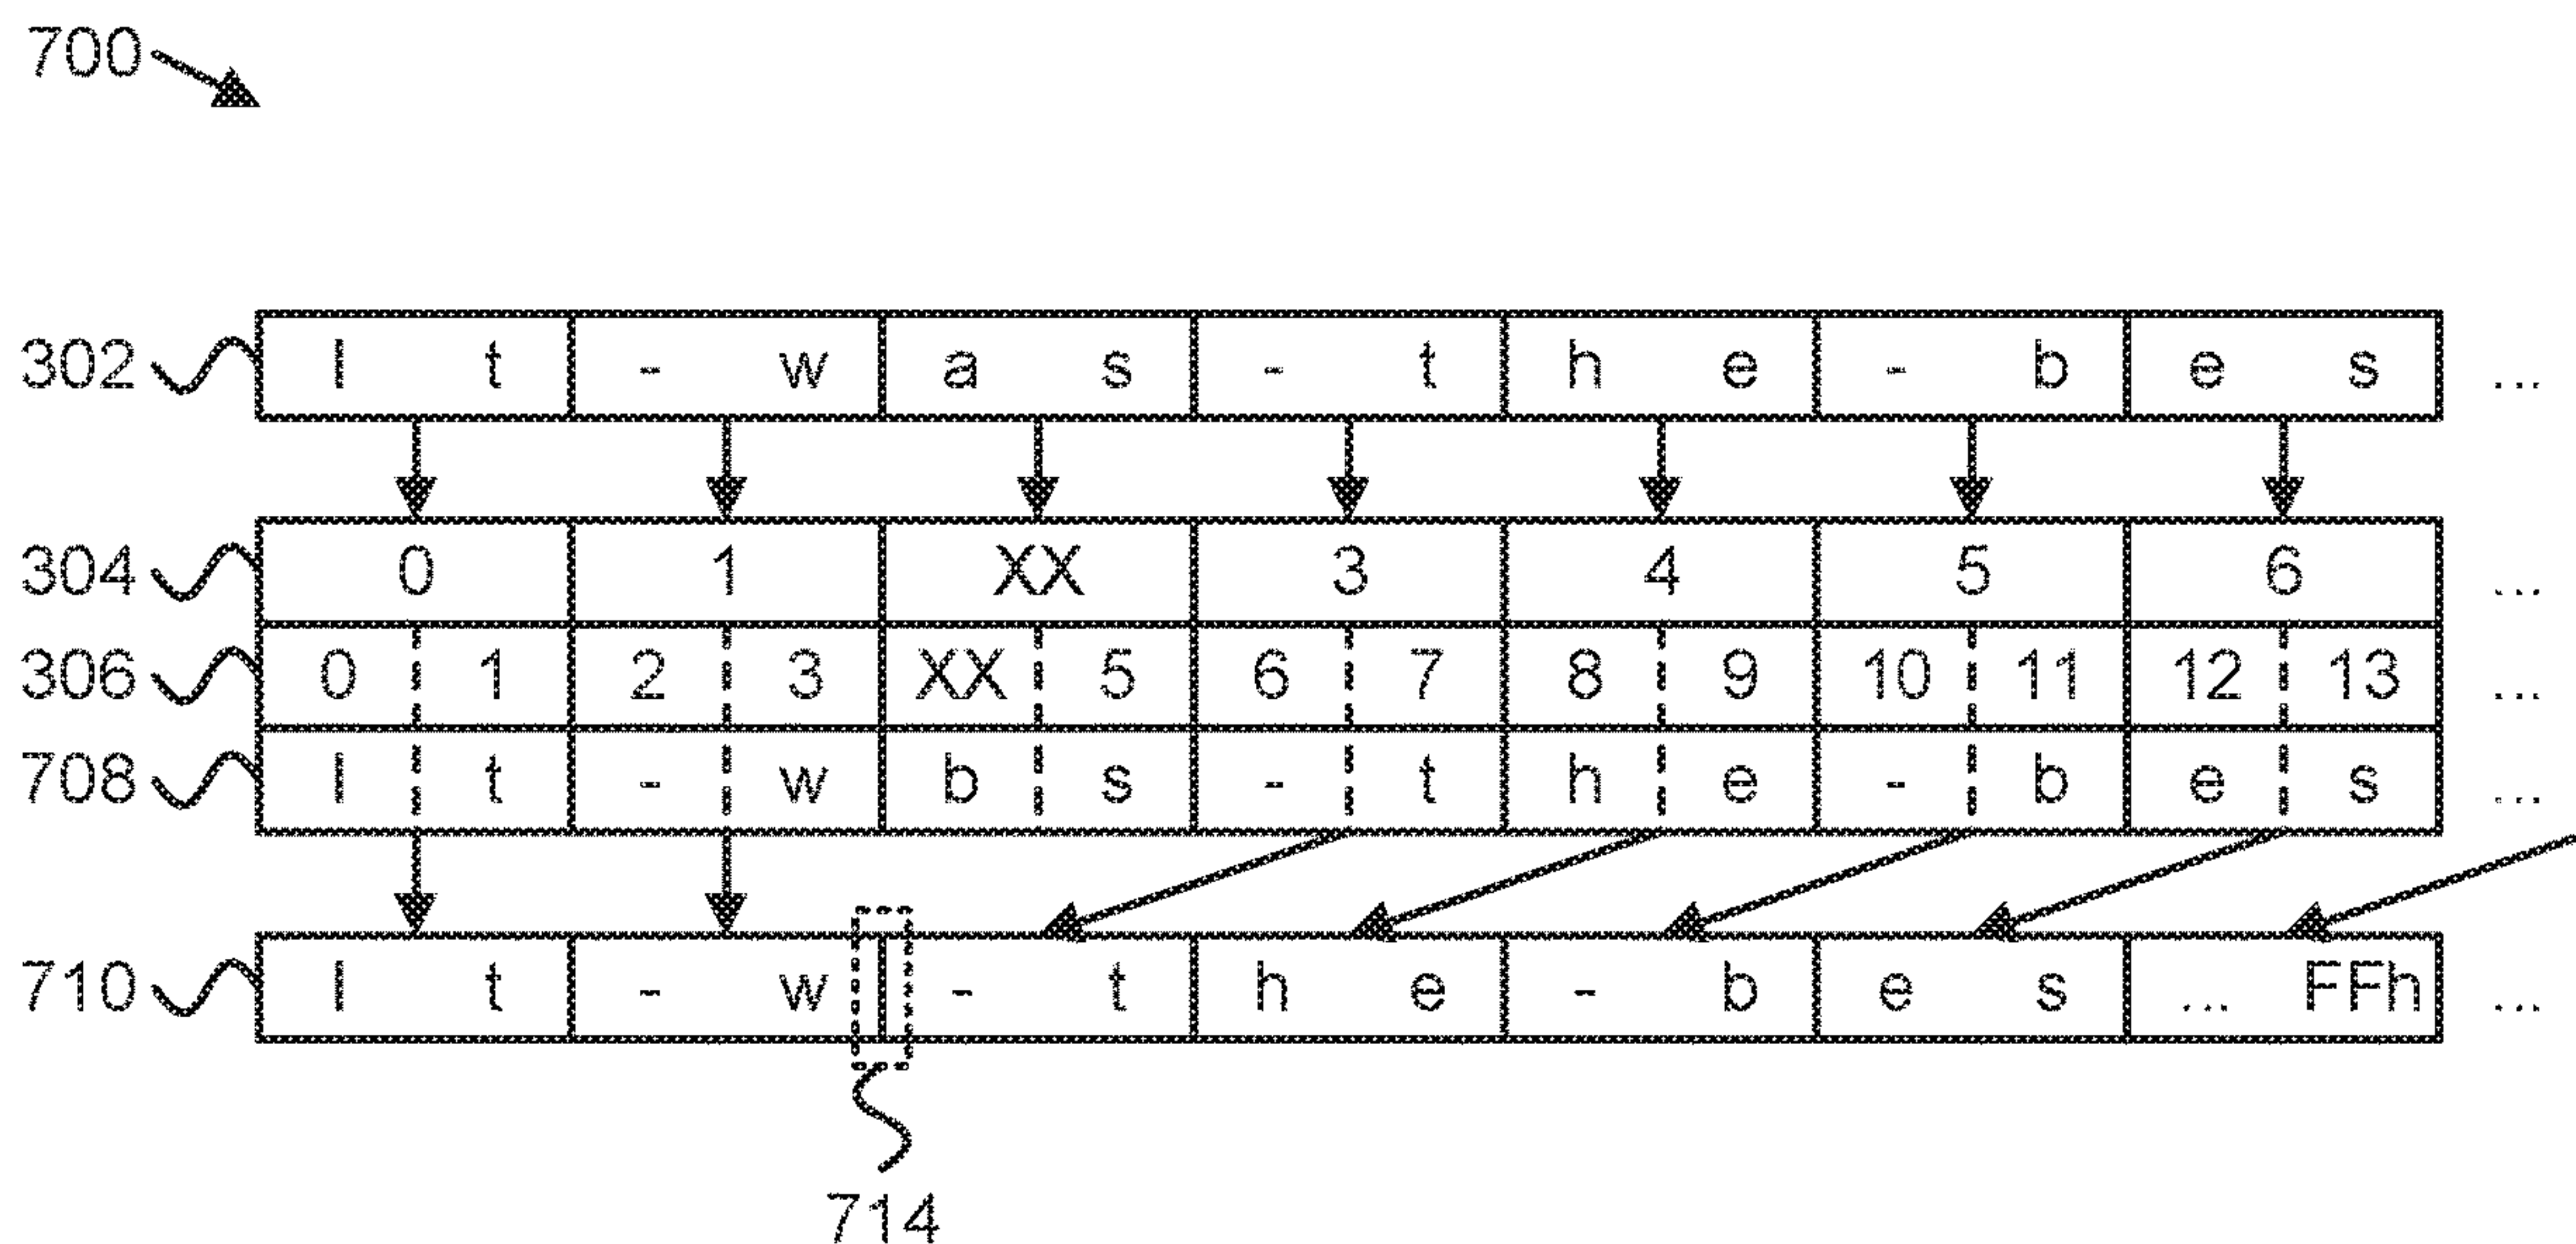 700
302 I t - w a s - t h e - b e s ...
304 0 1 XX 3 4 5 6 ...
306 0 1 2 3 XX 5 6 7 8 9 10 11 12 13 ...
708 I t - w b s - t h e - b e s ...
710 I t - w - t h e - b e s ... FFh ...
714